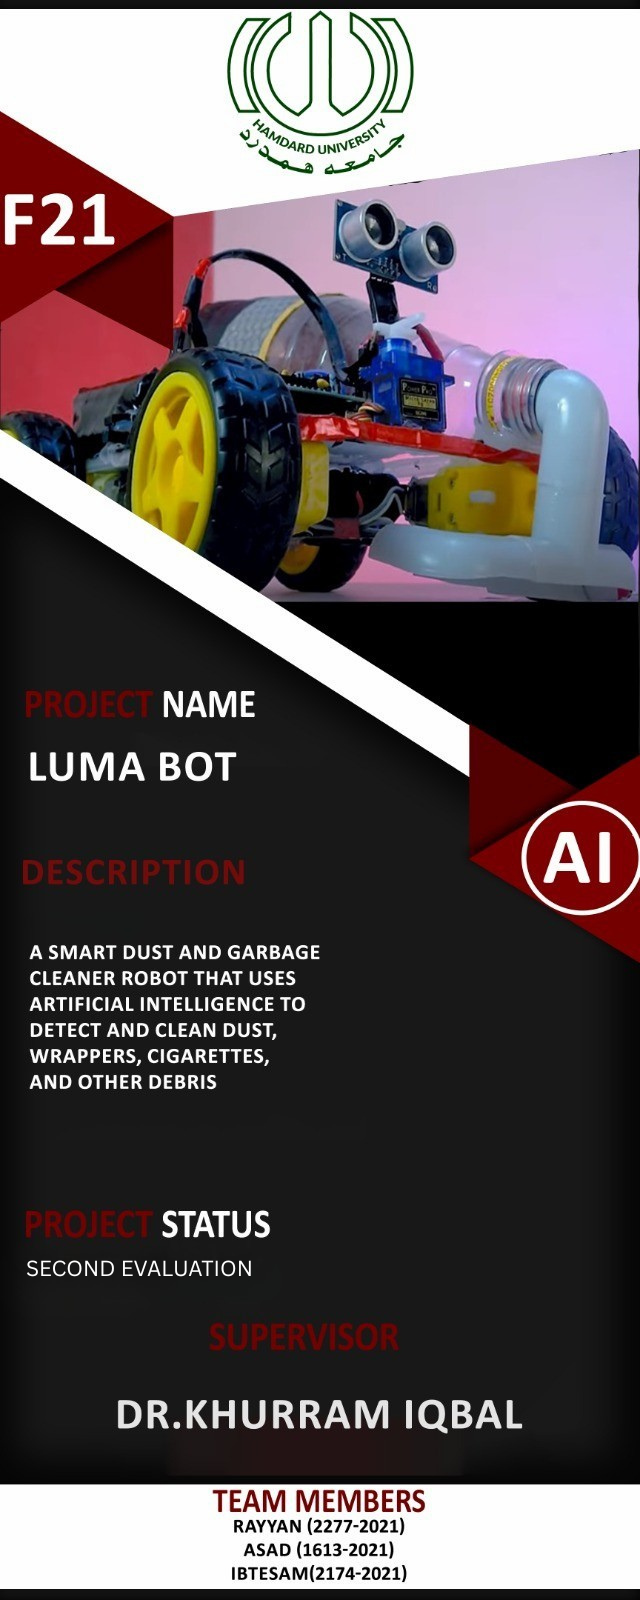 HAMDARD UNIVERSITY
جامعه همدرد
F21
PROJECT NAME
LUMA BOT
AI
DESCRIPTION
A SMART DUST AND GARBAGE
CLEANER ROBOT THAT USES
ARTIFICIAL INTELLIGENCE TO
DETECT AND CLEAN DUST,
WRAPPERS, CIGARETTES,
AND OTHER DEBRIS
PROJECT STATUS
SECOND EVALUATION
SUPERVISOR
DR.KHURRAM IQBAL
TEAM MEMBERS
RAYYAN (2277-2021)
ASAD (1613-2021)
IBTESAM(2174-2021)